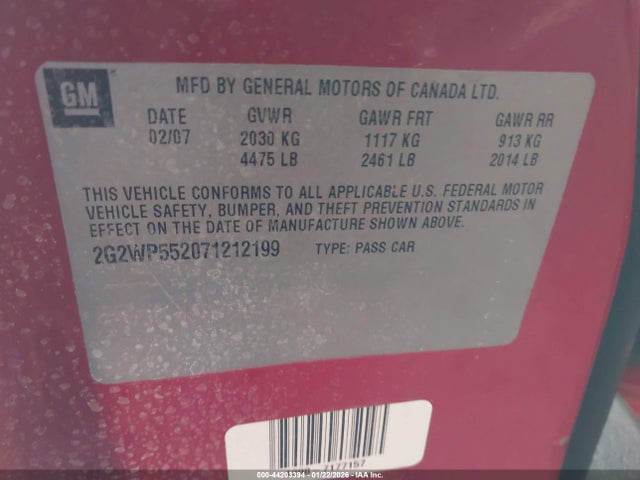 GM
MFD BY GENERAL MOTORS OF CANADA LTD.
DATE GVWR GAWR FRT GAWR RR
02/07 2030 KG 1117 KG 913 KG
4475 LB 2461 LB 2014 LB
THIS VEHICLE CONFORMS TO ALL APPLICABLE U.S. FEDERAL MOTOR
VEHICLE SAFETY, BUMPER, AND THEFT PREVENTION STANDARDS IN
EFFECT ON THE DATE OF MANUFACTURE SHOWN ABOVE.
2G2WP552071212199 TYPE: PASS CAR
7177157
000-44203394 - 01/22/2026 - IAA Inc.